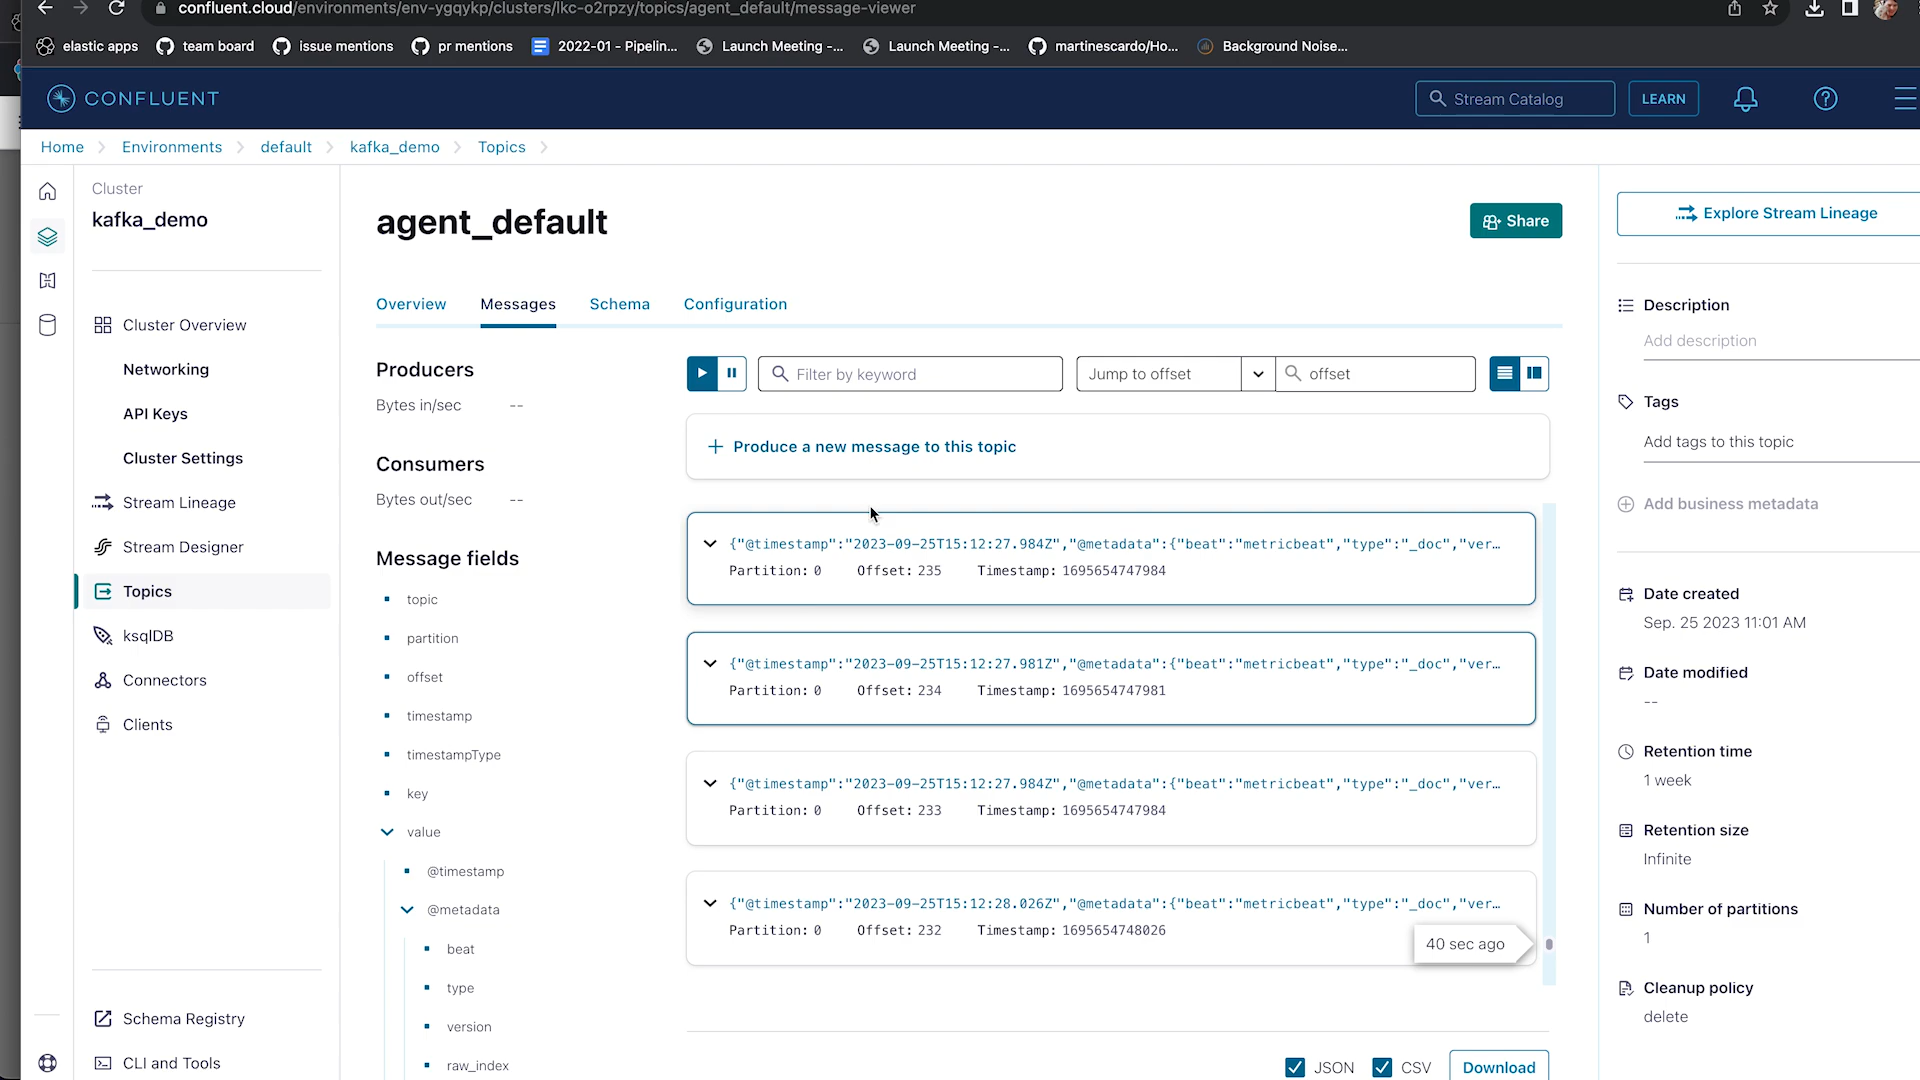 confluent.cloud/environments/env-ygqykp/clusters/lkc-o2rpzy/topics/agent_default/message-viewer
elastic apps
team board
issue mentions
pr mentions
2022-01 - Pipelin...
Launch Meeting -...
Launch Meeting -...
martinescardo/Ho...
Background Noise...
CONFLUENT
Stream Catalog
LEARN
Home
Environments
default
kafka_demo
Topics
Cluster
kafka_demo
Cluster Overview
Networking
API Keys
Cluster Settings
Stream Lineage
Stream Designer
Topics
ksqlDB
Connectors
Clients
Schema Registry
CLI and Tools
agent_default
Share
Overview
Messages
Schema
Configuration
Producers
Bytes in/sec --
Consumers
Bytes out/sec --
Message fields
topic
partition
offset
timestamp
timestampType
key
value
@timestamp
@metadata
beat
type
version
raw_index
Filter by keyword
Jump to offset
offset
Produce a new message to this topic
{"@timestamp":"2023-09-25T15:12:27.984Z","@metadata":{"beat":"metricbeat","type":"_doc","ver...
Partition: 0 Offset: 235 Timestamp: 1695654747984
{"@timestamp":"2023-09-25T15:12:27.981Z","@metadata":{"beat":"metricbeat","type":"_doc","ver...
Partition: 0 Offset: 234 Timestamp: 1695654747981
{"@timestamp":"2023-09-25T15:12:27.984Z","@metadata":{"beat":"metricbeat","type":"_doc","ver...
Partition: 0 Offset: 233 Timestamp: 1695654747984
{"@timestamp":"2023-09-25T15:12:28.026Z","@metadata":{"beat":"metricbeat","type":"_doc","ver...
Partition: 0 Offset: 232 Timestamp: 1695654748026
40 sec ago
JSON
CSV
Download
Explore Stream Lineage
Description
Add description
Tags
Add tags to this topic
Add business metadata
Date created
Sep. 25 2023 11:01 AM
Date modified
--
Retention time
1 week
Retention size
Infinite
Number of partitions
1
Cleanup policy
delete